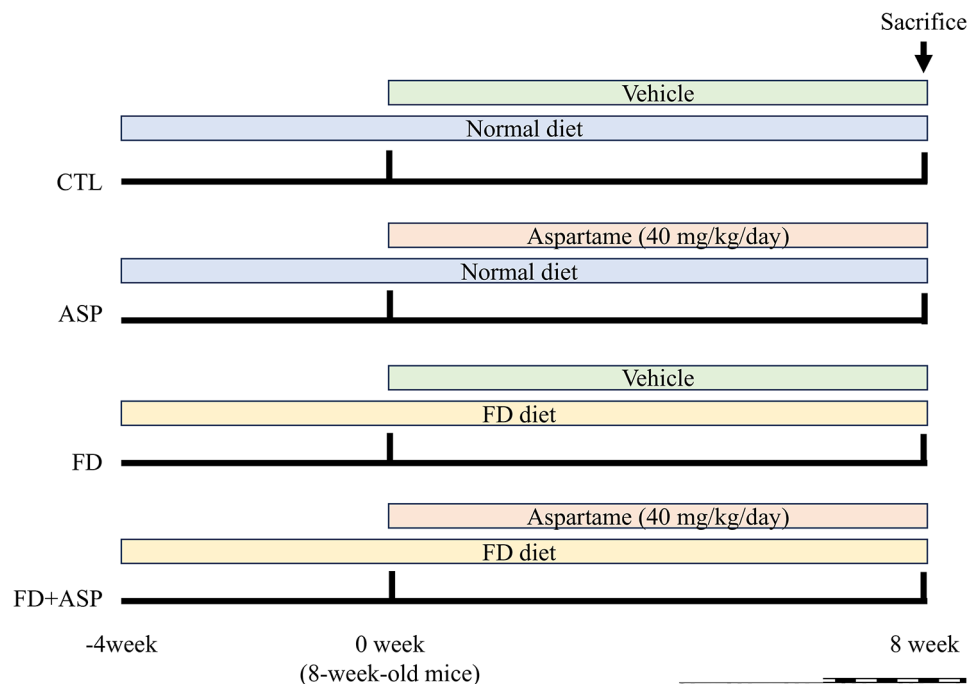 Sacrifice
Vehicle
Normal diet
CTL
Aspartame (40 mg/kg/day)
Normal diet
ASP
Vehicle
FD diet
FD
Aspartame (40 mg/kg/day)
FD diet
FD+ASP
-4week 0 week 8 week
(8-week-old mice)